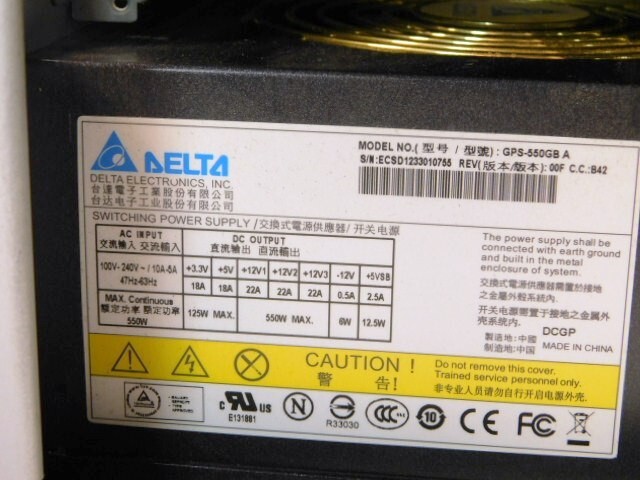 DELTA
DELTA ELECTRONICS, INC.
台達電子工業股份有限公司
台达电子工业股份有限公司
MODEL NO.( 型号 / 型號) : GPS-550GB A
S/N:ECSD1233010755 REV(版本/版本): 00F C.C.:B42
SWITCHING POWER SUPPLY /交換式電源供應器/ 开关电源
AC INPUT
交流輸入 交流输入
DC OUTPUT
直流輸出 直流输出
100V- 240V~ / 10A-5A
47Hz-63Hz
+3.3V +5V +12V1 +12V2 +12V3 -12V +5VSB
18A 18A 22A 22A 22A 0.5A 2.5A
MAX. Continuous
額定功率 额定功率
550W
125W MAX. 550W MAX. 6W 12.5W
The power supply shall be
connected with earth ground
and built in the metal
enclosure of system.
交換式電源供應器需置於接地
之金屬外殼系統內.
开关电源需置于接地之金属外
壳系统内.
製造地: 中國
制造地: 中国
DCGP
MADE IN CHINA
CAUTION !
警 告!
Do not remove this cover.
Trained service personnel only.
非专业人员请勿自行开启电源外壳.
c RU US
E131881
N
R33030
CCC
10
CE
FC